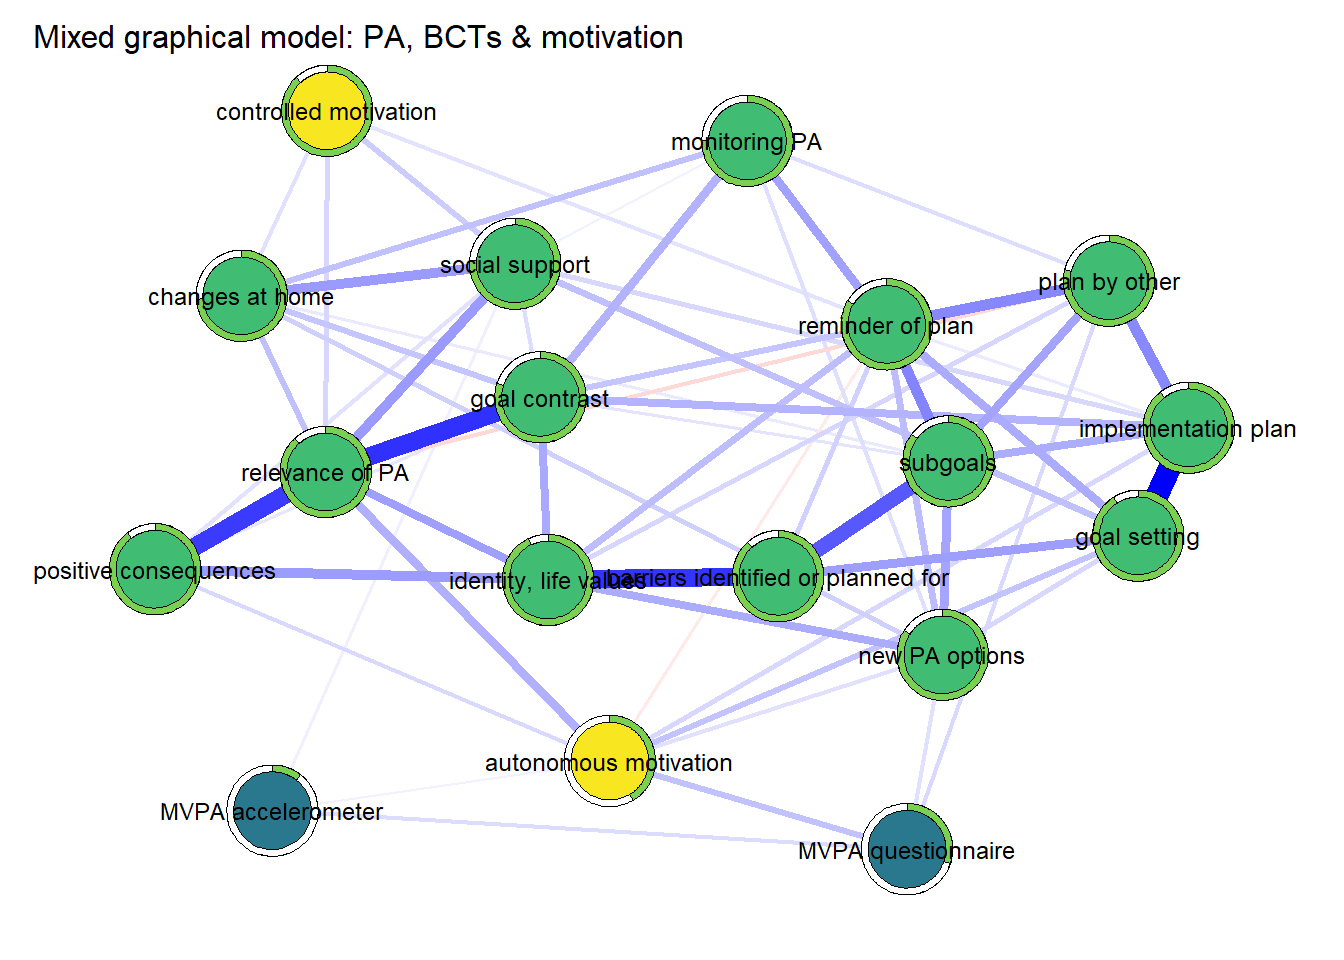 Mixed graphical model: PA, BCTs & motivation
controlled motivation
monitoring PA
social support
plan by other
changes at home
reminder of plan
goal contrast
implementation plan
relevance of PA
subgoals
goal setting
positive consequences
identity, life values
barriers identified or planned for
new PA options
autonomous motivation
MVPA accelerometer
MVPA questionnaire